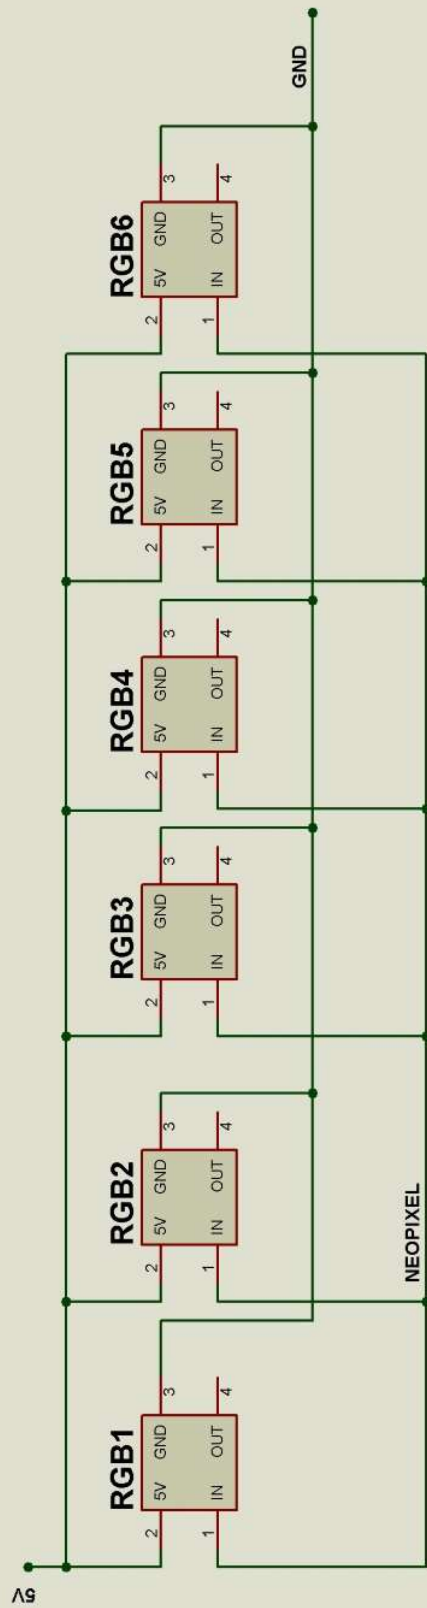 5V
RGB1
2 5V GND 3
1 IN OUT 4
RGB2
2 5V GND 3
1 IN OUT 4
RGB3
2 5V GND 3
1 IN OUT 4
RGB4
2 5V GND 3
1 IN OUT 4
RGB5
2 5V GND 3
1 IN OUT 4
RGB6
2 5V GND 3
1 IN OUT 4
GND
NEOPIXEL